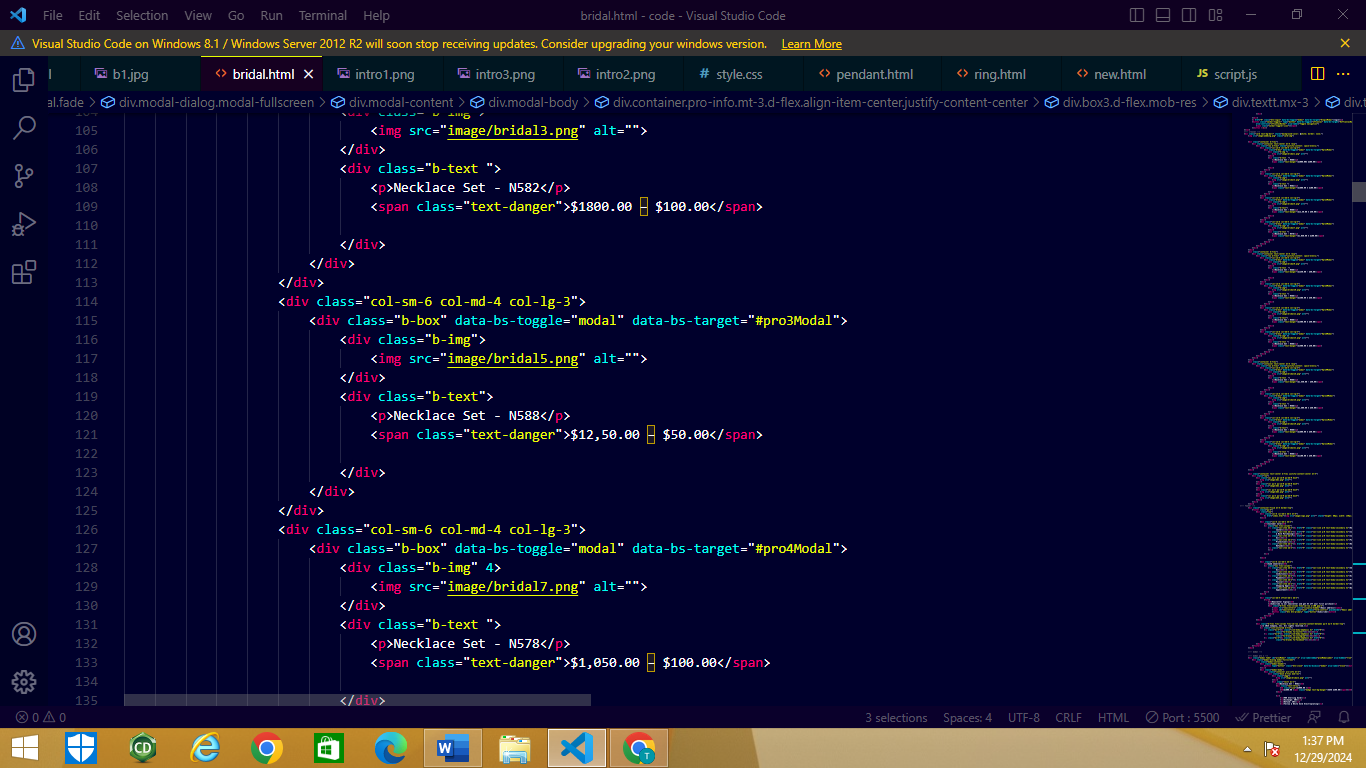 File Edit Selection View Go Run Terminal Help bridal.html - code - Visual Studio Code
Visual Studio Code on Windows 8.1 / Windows Server 2012 R2 will soon stop receiving updates. Consider upgrading your windows version. Learn More
b1.jpg <> bridal.html intro1.png intro3.png intro2.png # style.css <> pendant.html <> ring.html <> new.html JS script.js
al.fade > div.modal-dialog.modal-fullscreen > div.modal-content > div.modal-body > div.container.pro-info.mt-3.d-flex.align-item-center.justify-content-center > div.box3.d-flex.mob-res > div.textt.mx-3 >
104 <div class="b-img">
105 <img src="image/bridal3.png" alt="">
106 </div>
107 <div class="b-text ">
108 <p>Necklace Set - N582</p>
109 <span class="text-danger">$1800.00 – $100.00</span>
110
111 </div>
112 </div>
113 </div>
114 <div class="col-sm-6 col-md-4 col-lg-3">
115 <div class="b-box" data-bs-toggle="modal" data-bs-target="#pro3Modal">
116 <div class="b-img">
117 <img src="image/bridal5.png" alt="">
118 </div>
119 <div class="b-text">
120 <p>Necklace Set - N588</p>
121 <span class="text-danger">$12,50.00 – $50.00</span>
122
123 </div>
124 </div>
125 </div>
126 <div class="col-sm-6 col-md-4 col-lg-3">
127 <div class="b-box" data-bs-toggle="modal" data-bs-target="#pro4Modal">
128 <div class="b-img" 4>
129 <img src="image/bridal7.png" alt="">
130 </div>
131 <div class="b-text ">
132 <p>Necklace Set - N578</p>
133 <span class="text-danger">$1,050.00 – $100.00</span>
134
135 </div>
0 0 3 selections Spaces: 4 UTF-8 CRLF HTML Port : 5500 Prettier
CD W T
1:37 PM
12/29/2024